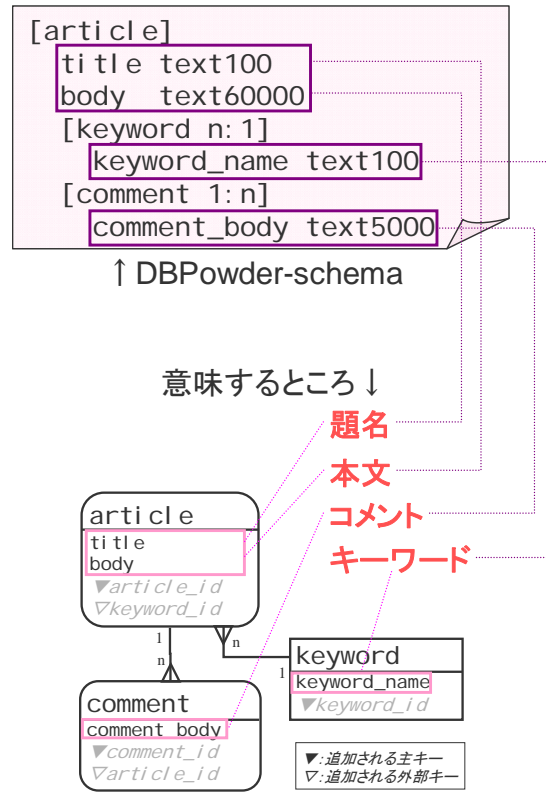 [article]
title text100
body text60000
[keyword n:1]
keyword_name text100
[comment 1:n]
comment_body text5000
↑DBPowder-schema
意味するところ↓
題名
本文
コメント
キーワード
article
title
body
▼article_id
▽keyword_id
1
n
n
1
keyword
keyword_name
▼keyword_id
comment
comment_body
▼comment_id
▽article_id
▼:追加される主キー
▽:追加される外部キー